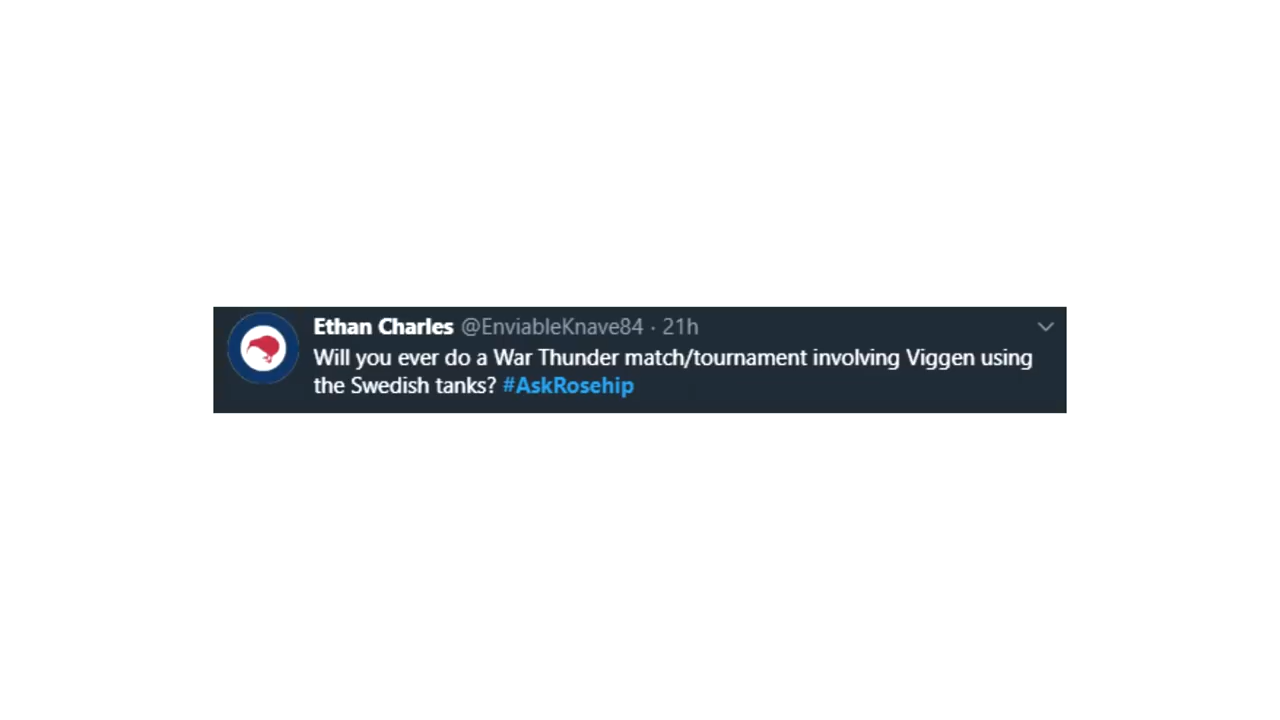 Ethan Charles @EnviableKnave84 · 21h
Will you ever do a War Thunder match/tournament involving Viggen using
the Swedish tanks? #AskRosehip